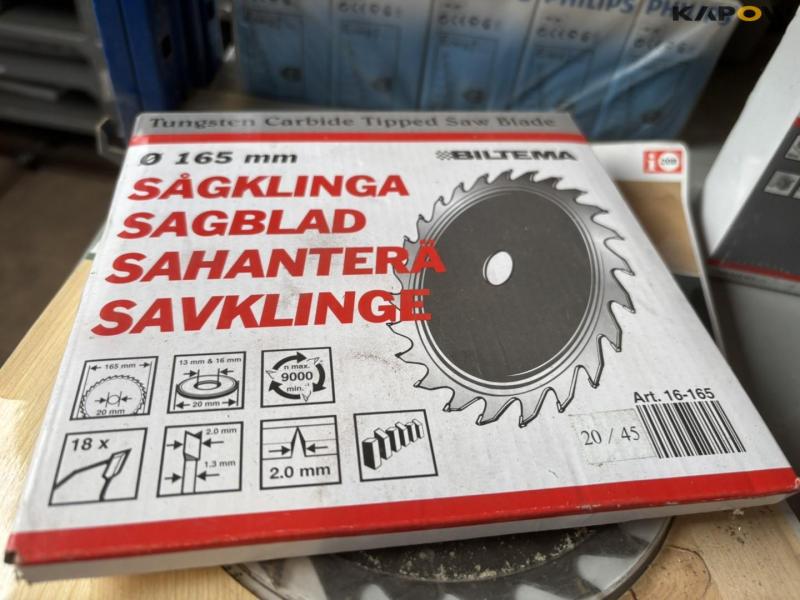 KAPON
PHILIPS
Tungsten Carbide Tipped Saw Blade
Ø 165 mm
BILTEMA
SÅGKLINGA
SAGBLAD
SAHANTERÄ
SAVKLINGE
165 mm
20 mm
13 mm & 16 mm
20 mm
n max.
9000
min.
18 x
2.0 mm
1.3 mm
2.0 mm
Art. 16-165
20 / 45